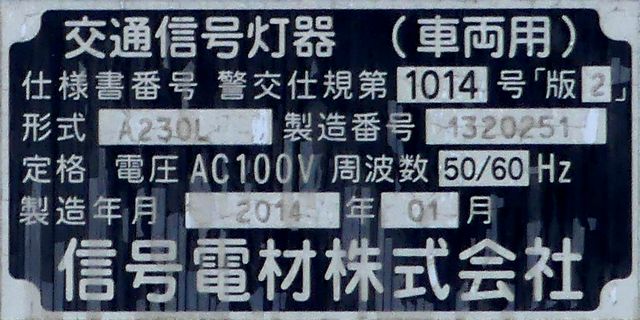 交通信号灯器（車両用）
仕様書番号 警交仕規第 1014 号「版 2」
形式 A230L 製造番号 1320251
定格 電圧 AC100V 周波数 50/60 Hz
製造年月 2014 年 01 月
信号電材株式会社